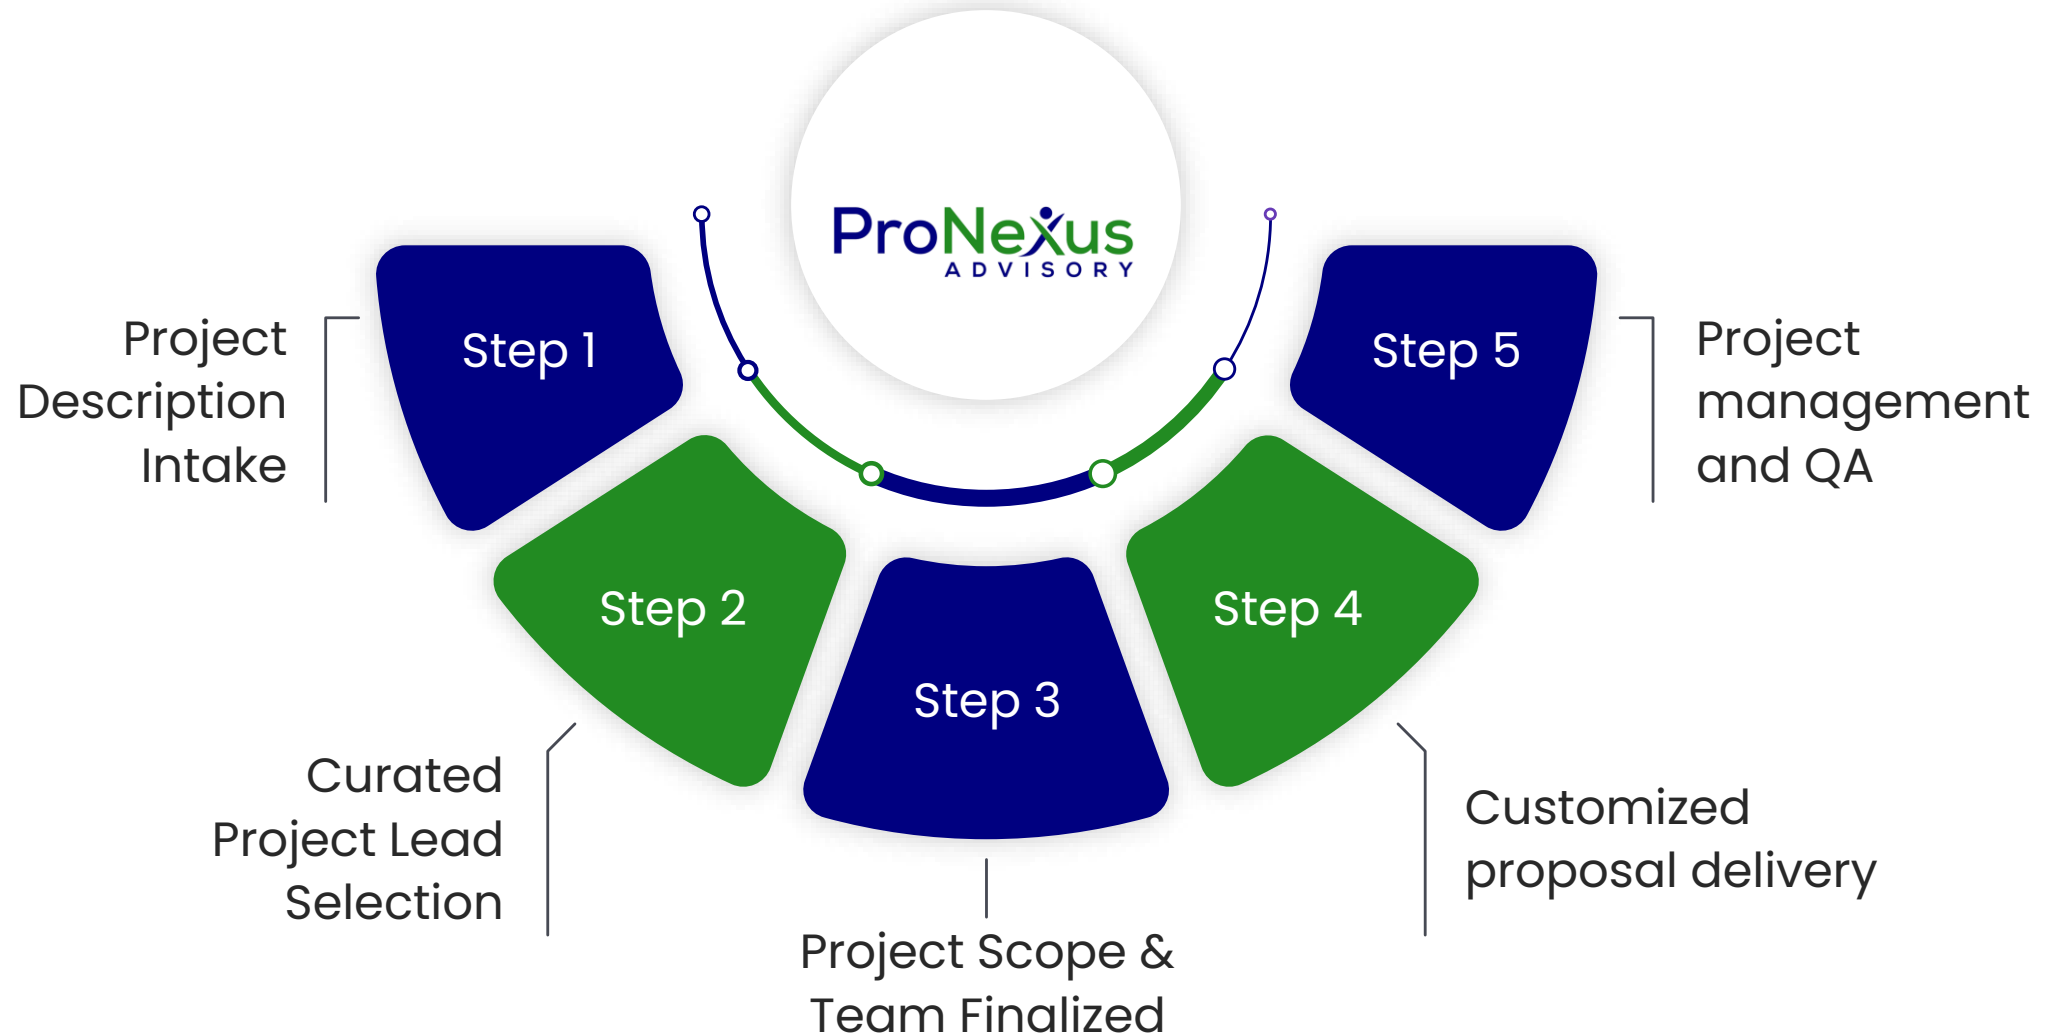 ProNexus
ADVISORY
Step 1
Project
Description
Intake
Step 2
Curated
Project Lead
Selection
Step 3
Project Scope &
Team Finalized
Step 4
Customized
proposal delivery
Step 5
Project
management
and QA